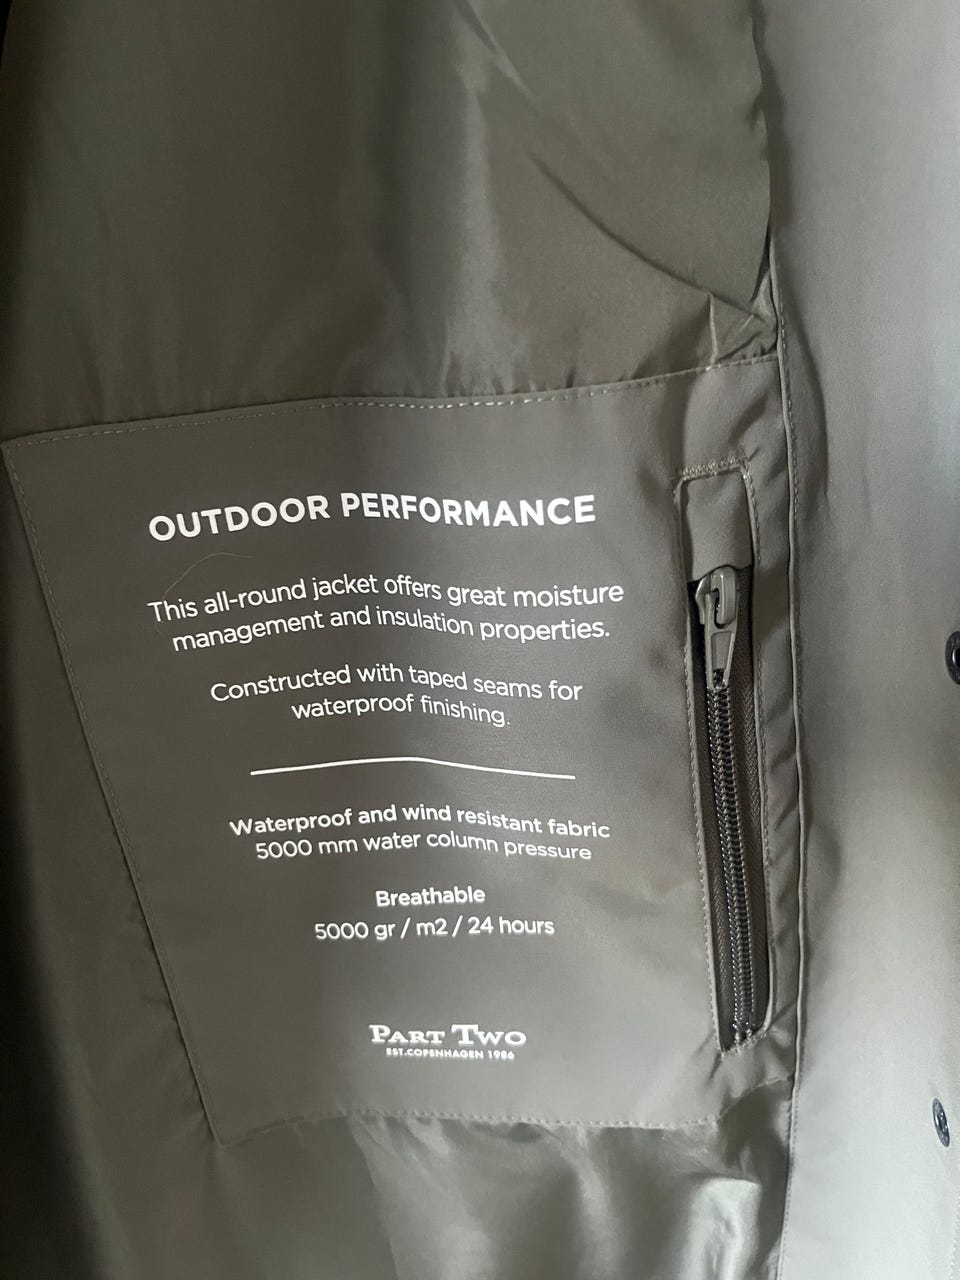 OUTDOOR PERFORMANCE
This all-round jacket offers great moisture
management and insulation properties.
Constructed with taped seams for
waterproof finishing.
Waterproof and wind resistant fabric
5000 mm water column pressure
Breathable
5000 gr / m2 / 24 hours
PART TWO
EST.COPENHAGEN 1986